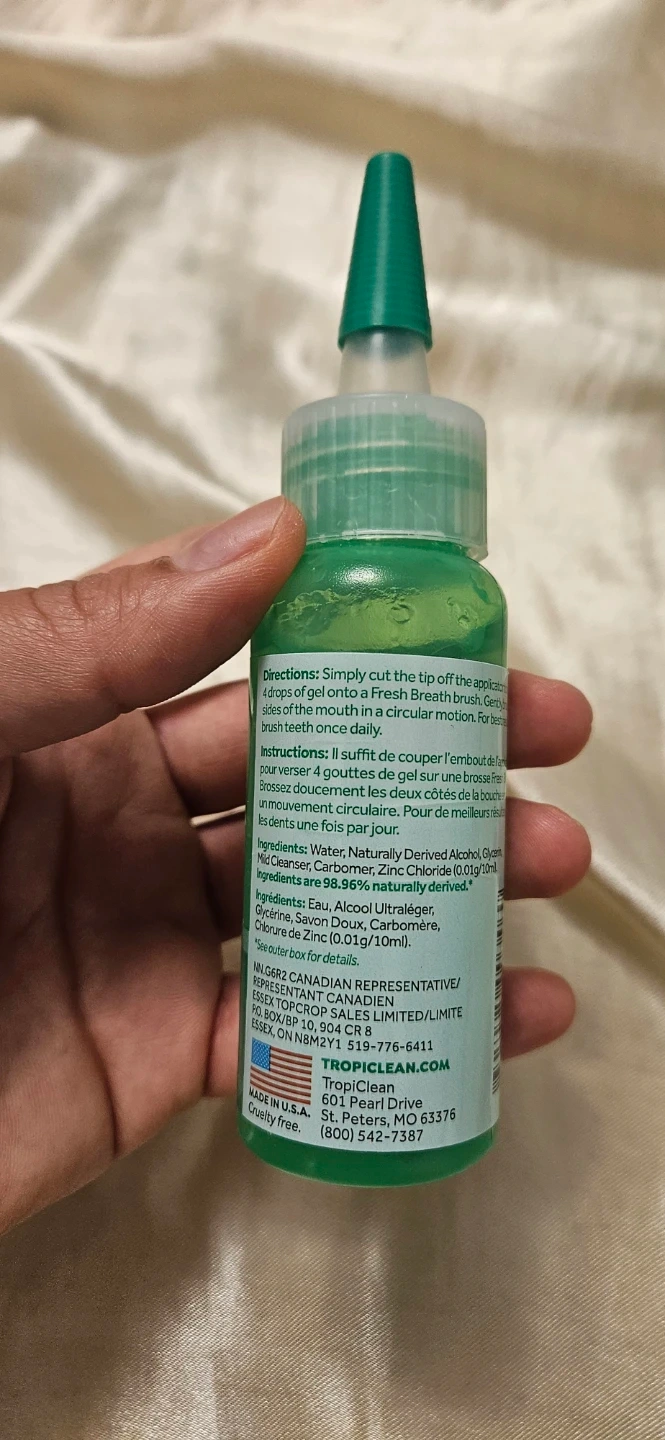 Directions: Simply cut the tip off the applicator
4 drops of gel onto a Fresh Breath brush. Gently
sides of the mouth in a circular motion. For best
brush teeth once daily.
Instructions: Il suffit de couper l'embout de
pour verser 4 gouttes de gel sur une brosse Fresh
Brossez doucement les deux côtés de la bouche
un mouvement circulaire. Pour de meilleurs
les dents une fois par jour.
Ingredients: Water, Naturally Derived Alcohol, Glycerin,
Mild Cleanser, Carbomer, Zinc Chloride (0.01g/10ml).
Ingredients are 98.96% naturally derived.*
Ingrédients: Eau, Alcool Ultraléger,
Glycérine, Savon Doux, Carbomère,
Chlorure de Zinc (0.01g/10ml).
*See outer box for details.
NN.G6R2 CANADIAN REPRESENTATIVE/
REPRESENTANT CANADIEN
ESSEX TOPCROP SALES LIMITED/LIMITE
P.O. BOX/BP 10, 904 CR 8
ESSEX, ON N8M2Y1 519-776-6411
MADE IN U.S.A.
Cruelty free.
TROPICLEAN.COM
TropiClean
601 Pearl Drive
St. Peters, MO 63376
(800) 542-7387